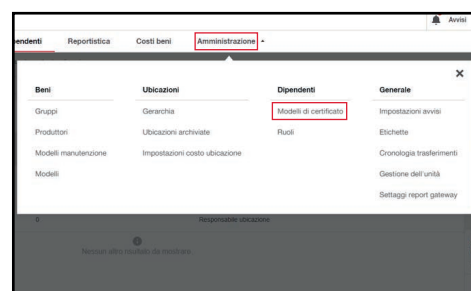 Avvisi
endenti Reportistica Costi beni Amministrazione
Beni Ubicazioni Dipendenti Generale
Gruppi Gerarchia Modelli di certificato Impostazioni avvisi
Produttori Ubicazioni archiviate Ruoli Etichette
Modelli manutenzione Impostazioni costo ubicazione Cronologia trasferimenti
Modelli Gestione dell'unità
Settaggi report gateway
0 Responsabile ubicazione
Nessun altro risultato da mostrare